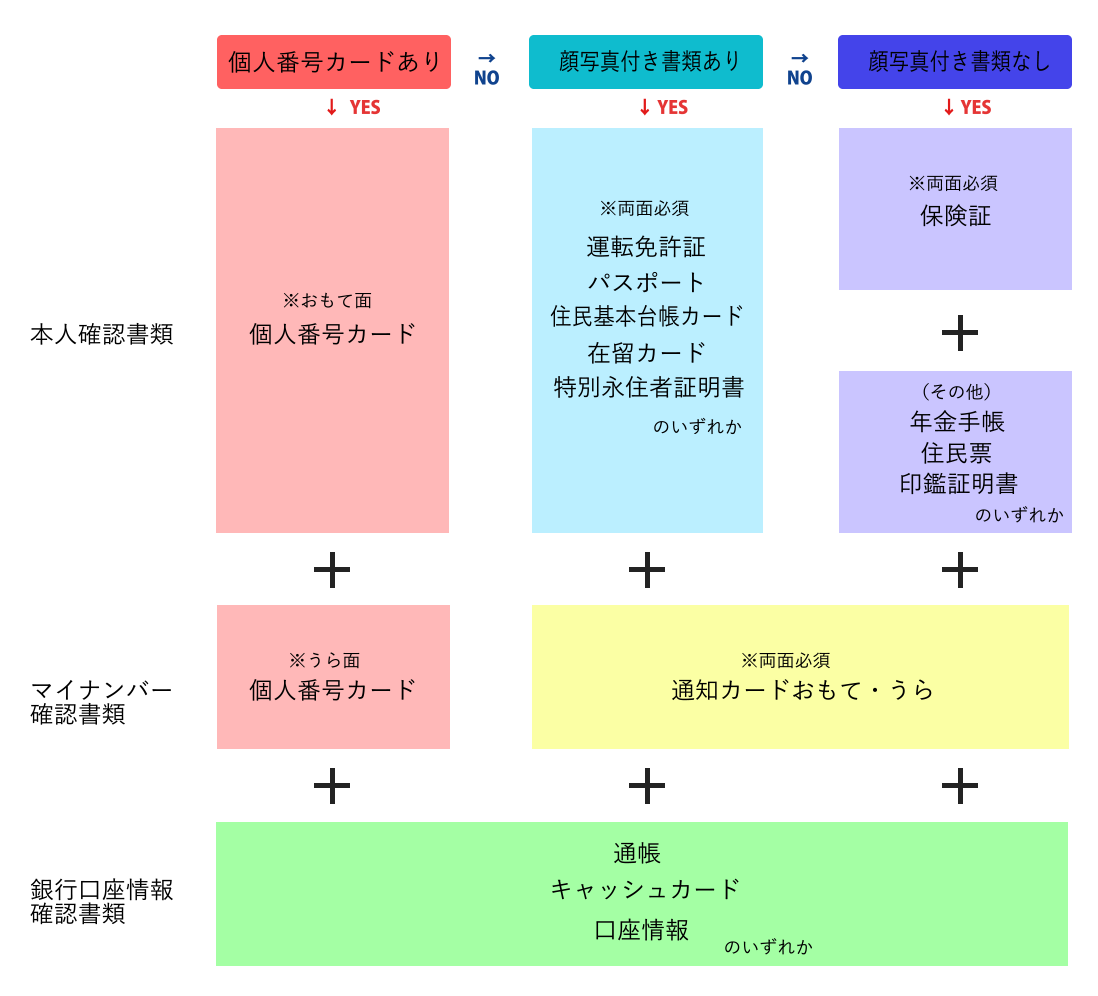 個人番号カードあり
→
NO
顔写真付き書類あり
→
NO
顔写真付き書類なし
↓ YES
↓ YES
↓ YES
本人確認書類
※おもて面
個人番号カード
※両面必須
運転免許証
パスポート
住民基本台帳カード
在留カード
特別永住者証明書
のいずれか
※両面必須
保険証
+
（その他）
年金手帳
住民票
印鑑証明書
のいずれか
+
+
+
マイナンバー
確認書類
※うら面
個人番号カード
※両面必須
通知カードおもて・うら
+
+
+
銀行口座情報
確認書類
通帳
キャッシュカード
口座情報
のいずれか